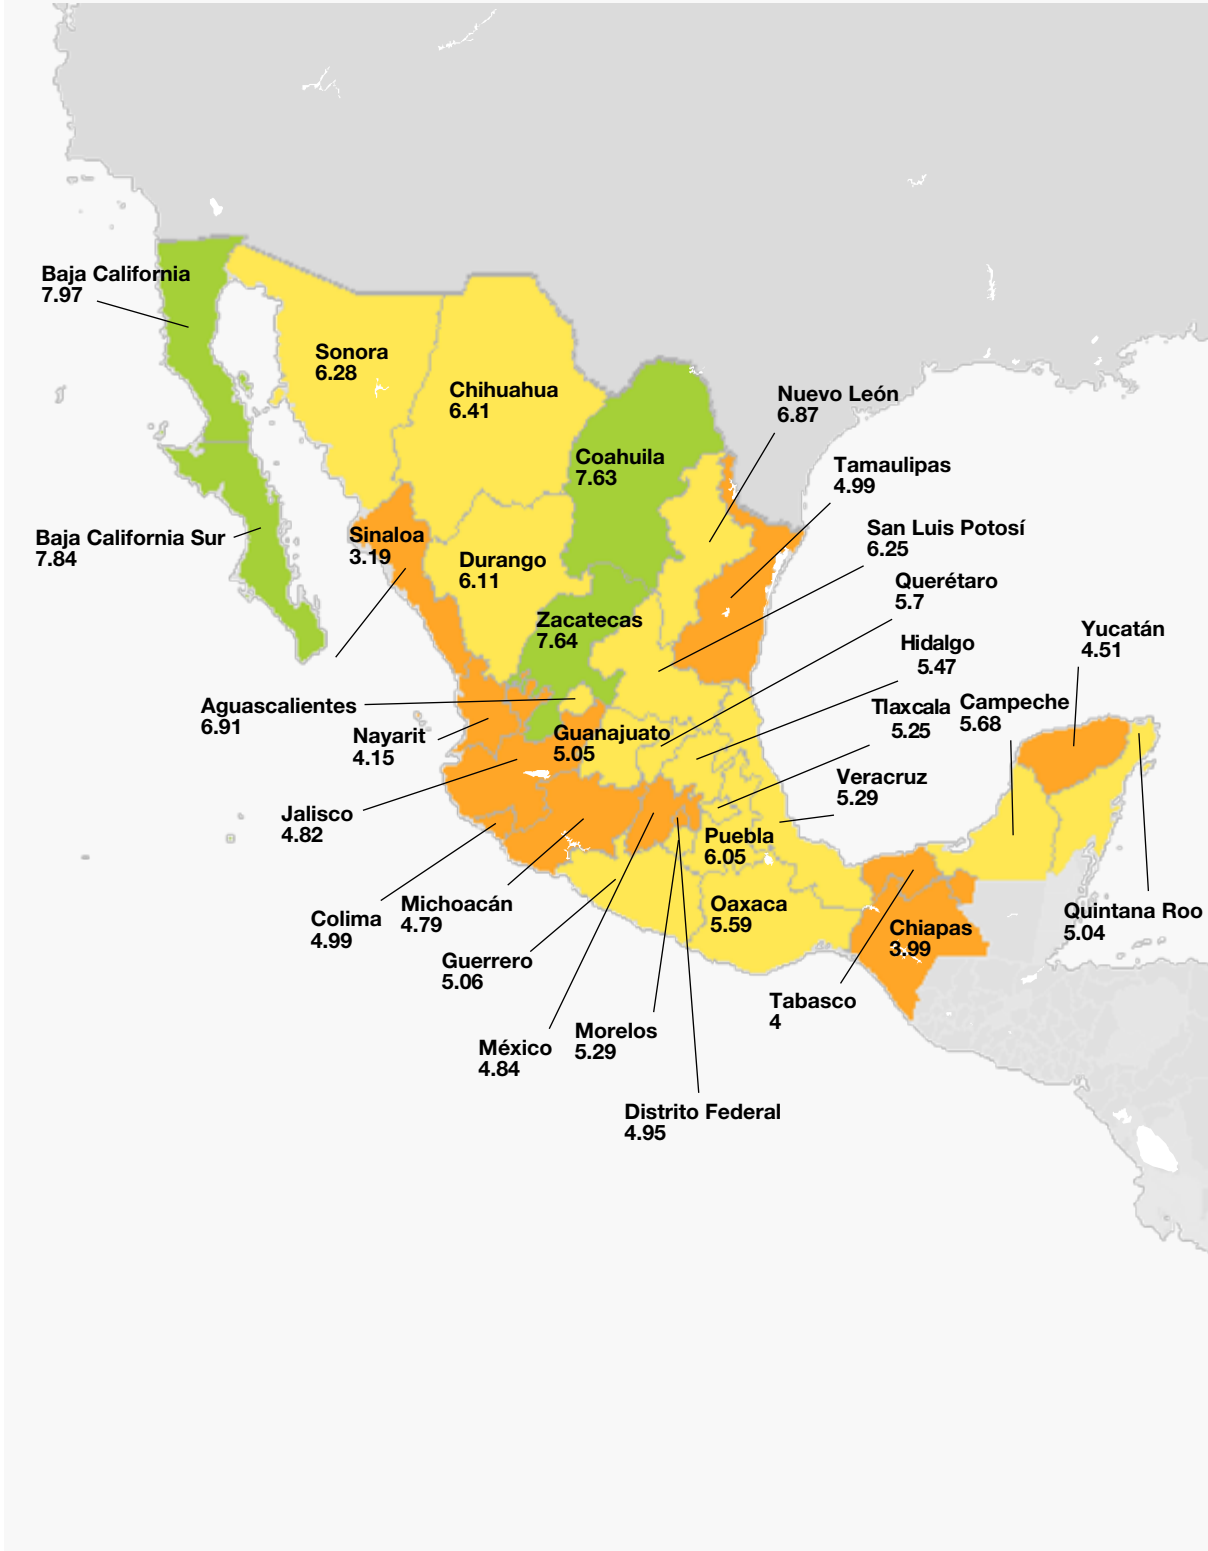 Baja California
7.97
Sonora
6.28
Chihuahua
6.41
Nuevo León
6.87
Coahuila
7.63
Tamaulipas
4.99
Baja California Sur
7.84
Sinaloa
3.19
Durango
6.11
San Luis Potosí
6.25
Querétaro
5.7
Zacatecas
7.64
Hidalgo
5.47
Yucatán
4.51
Aguascalientes
6.91
Nayarit
4.15
Guanajuato
5.05
Tlaxcala
5.25
Campeche
5.68
Jalisco
4.82
Veracruz
5.29
Puebla
6.05
Colima
4.99
Michoacán
4.79
Oaxaca
5.59
Chiapas
3.99
Quintana Roo
5.04
Guerrero
5.06
Tabasco
4
México
4.84
Morelos
5.29
Distrito Federal
4.95